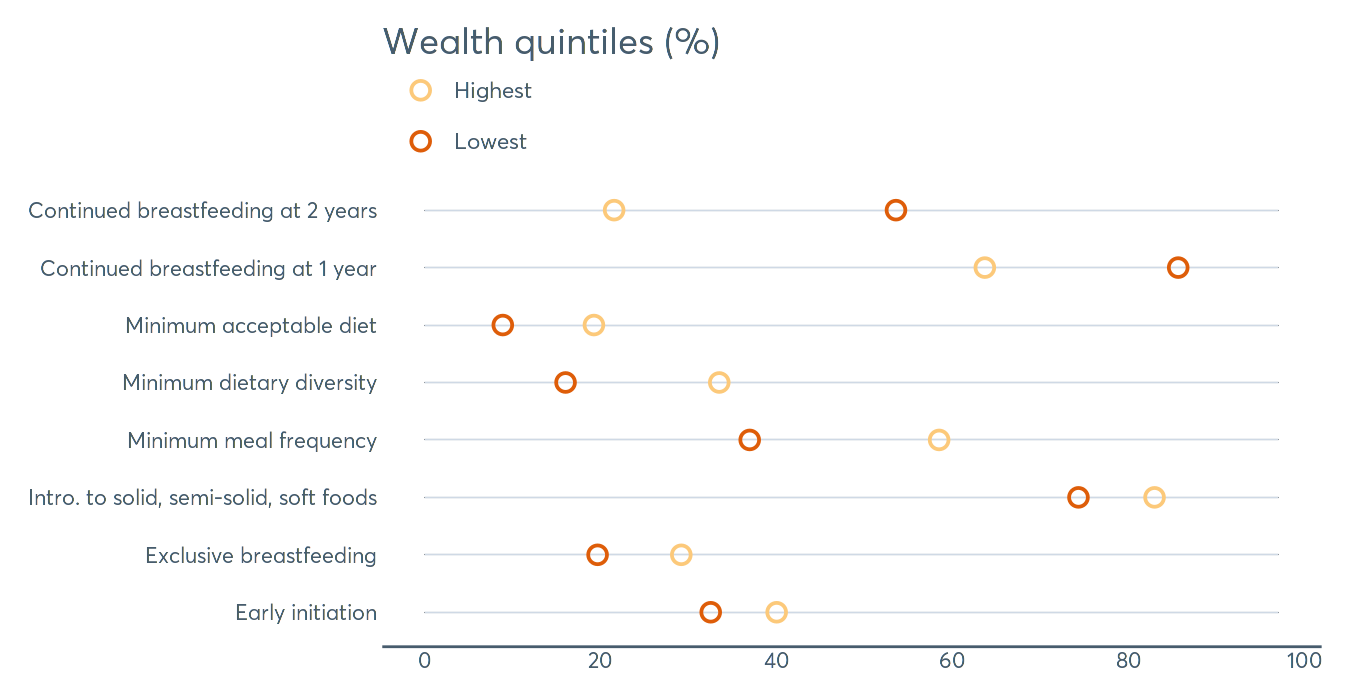 Wealth quintiles (%)
Highest
Lowest
Continued breastfeeding at 2 years
Continued breastfeeding at 1 year
Minimum acceptable diet
Minimum dietary diversity
Minimum meal frequency
Intro. to solid, semi-solid, soft foods
Exclusive breastfeeding
Early initiation
0 20 40 60 80 100